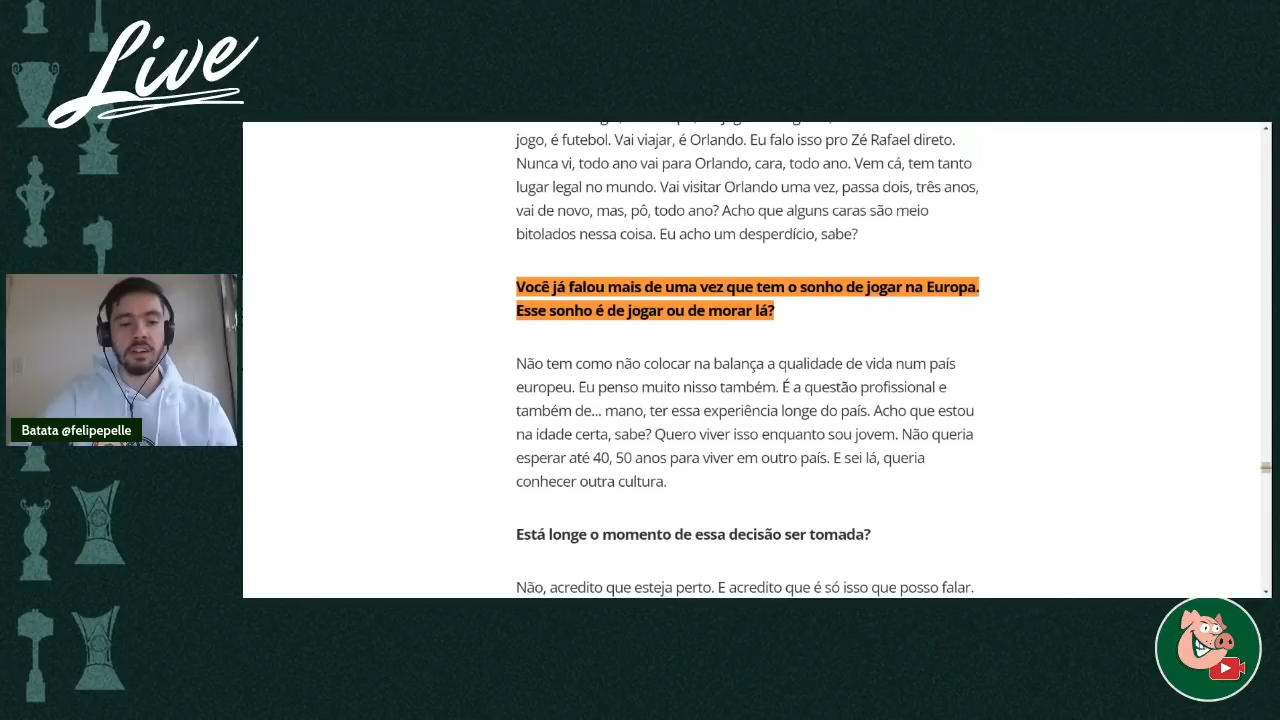 Live
jogo, é futebol. Vai viajar, é Orlando. Eu falo isso pro Zé Rafael direto.
Nunca vi, todo ano vai para Orlando, cara, todo ano. Vem cá, tem tanto
lugar legal no mundo. Vai visitar Orlando uma vez, passa dois, três anos,
vai de novo, mas, pô, todo ano? Acho que alguns caras são meio
bitolados nessa coisa. Eu acho um desperdício, sabe?
Você já falou mais de uma vez que tem o sonho de jogar na Europa.
Esse sonho é de jogar ou de morar lá?
Não tem como não colocar na balança a qualidade de vida num país
europeu. Eu penso muito nisso também. É a questão profissional e
também de... mano, ter essa experiência longe do país. Acho que estou
na idade certa, sabe? Quero viver isso enquanto sou jovem. Não queria
esperar até 40, 50 anos para viver em outro país. E sei lá, queria
conhecer outra cultura.
Está longe o momento de essa decisão ser tomada?
Não, acredito que esteja perto. E acredito que é só isso que posso falar.
Batata @felipepelle